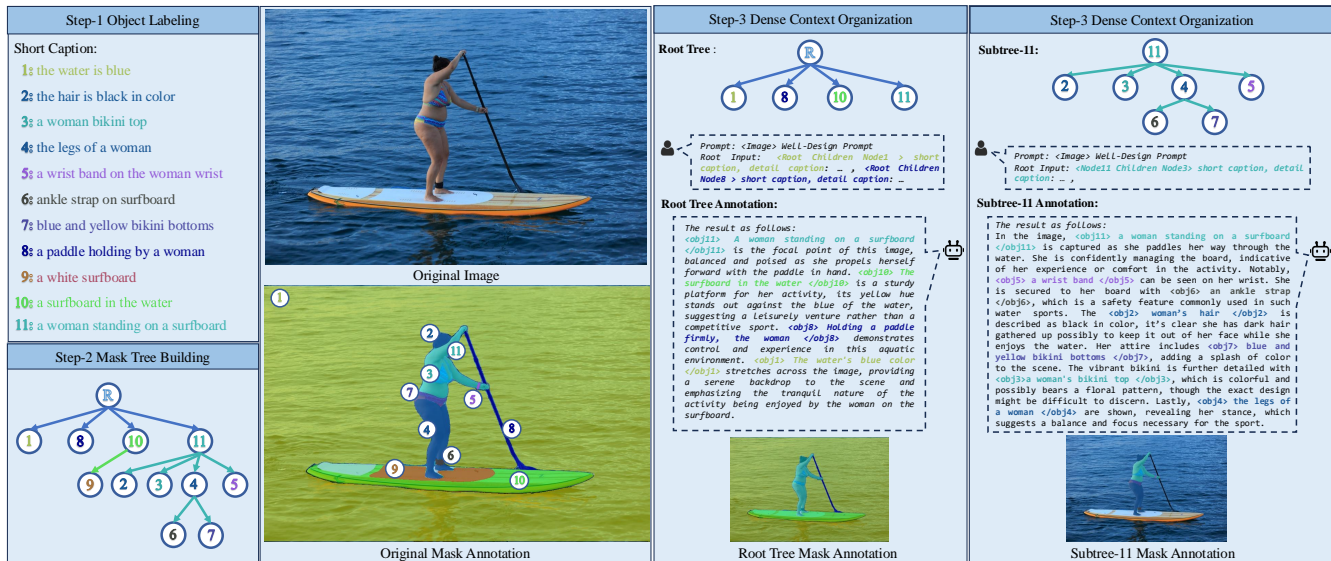 Step-1 Object Labeling
Short Caption:
1: the water is blue
2: the hair is black in color
3: a woman bikini top
4: the legs of a woman
5: a wrist band on the woman wrist
6: ankle strap on surfboard
7: blue and yellow bikini bottoms
8: a paddle holding by a woman
9: a white surfboard
10: a surfboard in the water
11: a woman standing on a surfboard
Step-2 Mask Tree Building
R
1
8
10
11
9
2
3
4
5
6
7
Original Image
1
2
11
3
7
5
4
8
6
9
10
Original Mask Annotation
Step-3 Dense Context Organization
Root Tree :
R
1
8
10
11
Prompt: <Image> Well-Design Prompt
Root Input: <Root Children Node1 > short
caption, detail caption: … , <Root Children
Node8 > short caption, detail caption: …
Root Tree Annotation:
The result as follows:
<obj11> A woman standing on a surfboard
</obj11> is the focal point of this image,
balanced and poised as she propels herself
forward with the paddle in hand. <obj10> The
surfboard in the water </obj10> is a sturdy
platform for her activity, its yellow hue
stands out against the blue of the water,
suggesting a leisurely venture rather than a
competitive sport. <obj8> Holding a paddle
firmly, the woman </obj8> demonstrates
control and experience in this aquatic
environment. <obj1> The water's blue color
</obj1> stretches across the image, providing
a serene backdrop to the scene and
emphasizing the tranquil nature of the
activity being enjoyed by the woman on the
surfboard.
Root Tree Mask Annotation
Step-3 Dense Context Organization
Subtree-11:
11
2
3
4
5
6
7
Prompt: <Image> Well-Design Prompt
Root Input: <Node11 Children Node3> short caption, detail
caption: … ,
Subtree-11 Annotation:
The result as follows:
In the image, <obj11> a woman standing on a surfboard
</obj11> is captured as she paddles her way through the
water. She is confidently managing the board, indicative
of her experience or comfort in the activity. Notably,
<obj5> a wrist band </obj5> can be seen on her wrist. She
is secured to her board with <obj6> an ankle strap
</obj6>, which is a safety feature commonly used in such
water sports. The <obj2> woman's hair </obj2> is
described as black in color, it's clear she has dark hair
gathered up possibly to keep it out of her face while she
enjoys the water. Her attire includes <obj7> blue and
yellow bikini bottoms </obj7>, adding a splash of color
to the scene. The vibrant bikini is further detailed with
<obj3>a woman's bikini top </obj3>, which is colorful and
possibly bears a floral pattern, though the exact design
might be difficult to discern. Lastly, <obj4> the legs of
a woman </obj4> are shown, revealing her stance, which
suggests a balance and focus necessary for the sport.
Subtree-11 Mask Annotation